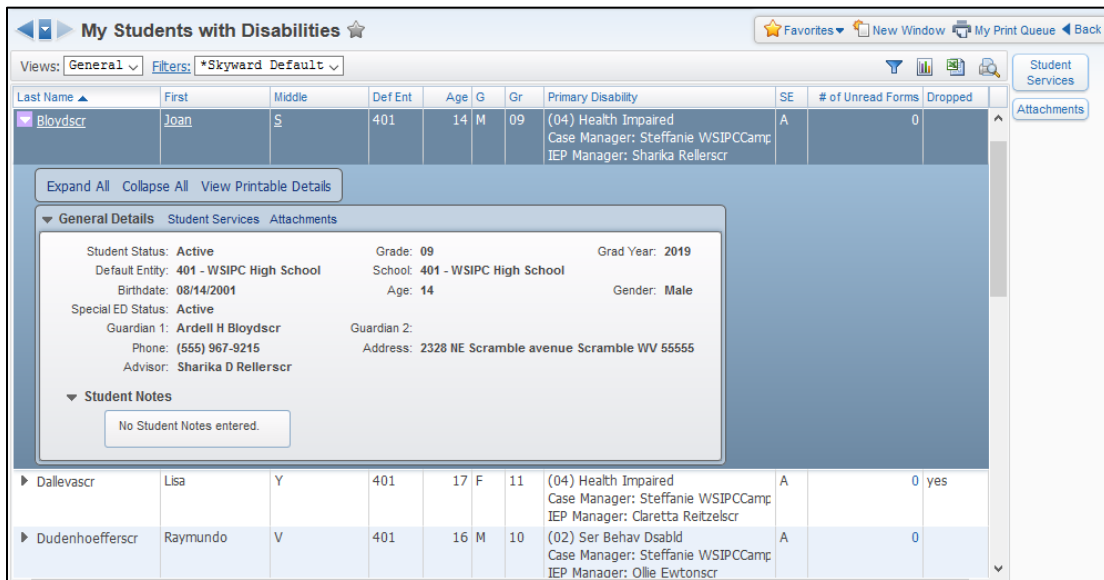 My Students with Disabilities
Favorites New Window My Print Queue Back
Views: General Filters: *Skyward Default
Student Services
Attachments
Last Name First Middle Def Ent Age G Gr Primary Disability SE # of Unread Forms Dropped
Bloydscr Joan S 401 14 M 09 (04) Health Impaired A 0
Case Manager: Steffanie WSIPCCamp
IEP Manager: Sharika Rellerscr
Expand All Collapse All View Printable Details
General Details Student Services Attachments
Student Status: Active Grade: 09 Grad Year: 2019
Default Entity: 401 - WSIPC High School School: 401 - WSIPC High School
Birthdate: 08/14/2001 Age: 14 Gender: Male
Special ED Status: Active
Guardian 1: Ardell H Bloydscr Guardian 2:
Phone: (555) 967-9215 Address: 2328 NE Scramble avenue Scramble WV 55555
Advisor: Sharika D Rellerscr
Student Notes
No Student Notes entered.
Dallevascr Lisa Y 401 17 F 11 (04) Health Impaired A 0 yes
Case Manager: Steffanie WSIPCCamp
IEP Manager: Claretta Reitzelscr
Dudenhoefferscr Raymundo V 401 16 M 10 (02) Ser Behav Dsabld A 0
Case Manager: Steffanie WSIPCCamp
IEP Manager: Ollie Ewtonscr